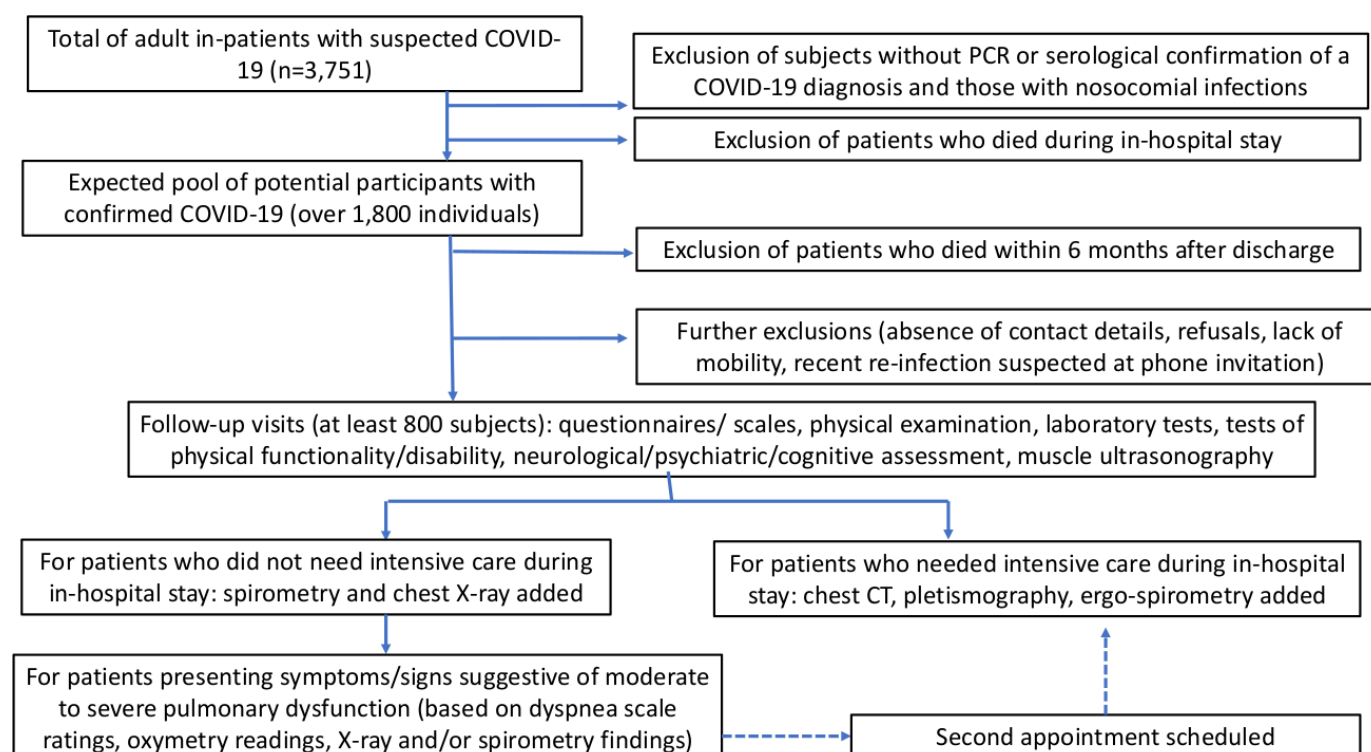 Total of adult in-patients with suspected COVID-
19 (n=3,751)
Exclusion of subjects without PCR or serological confirmation of a
COVID-19 diagnosis and those with nosocomial infections
Exclusion of patients who died during in-hospital stay
Expected pool of potential participants with
confirmed COVID-19 (over 1,800 individuals)
Exclusion of patients who died within 6 months after discharge
Further exclusions (absence of contact details, refusals, lack of
mobility, recent re-infection suspected at phone invitation)
Follow-up visits (at least 800 subjects): questionnaires/ scales, physical examination, laboratory tests, tests of
physical functionality/disability, neurological/psychiatric/cognitive assessment, muscle ultrasonography
For patients who did not need intensive care during
in-hospital stay: spirometry and chest X-ray added
For patients who needed intensive care during in-hospital
stay: chest CT, pletismography, ergo-spirometry added
For patients presenting symptoms/signs suggestive of moderate
to severe pulmonary dysfunction (based on dyspnea scale
ratings, oxymetry readings, X-ray and/or spirometry findings)
Second appointment scheduled